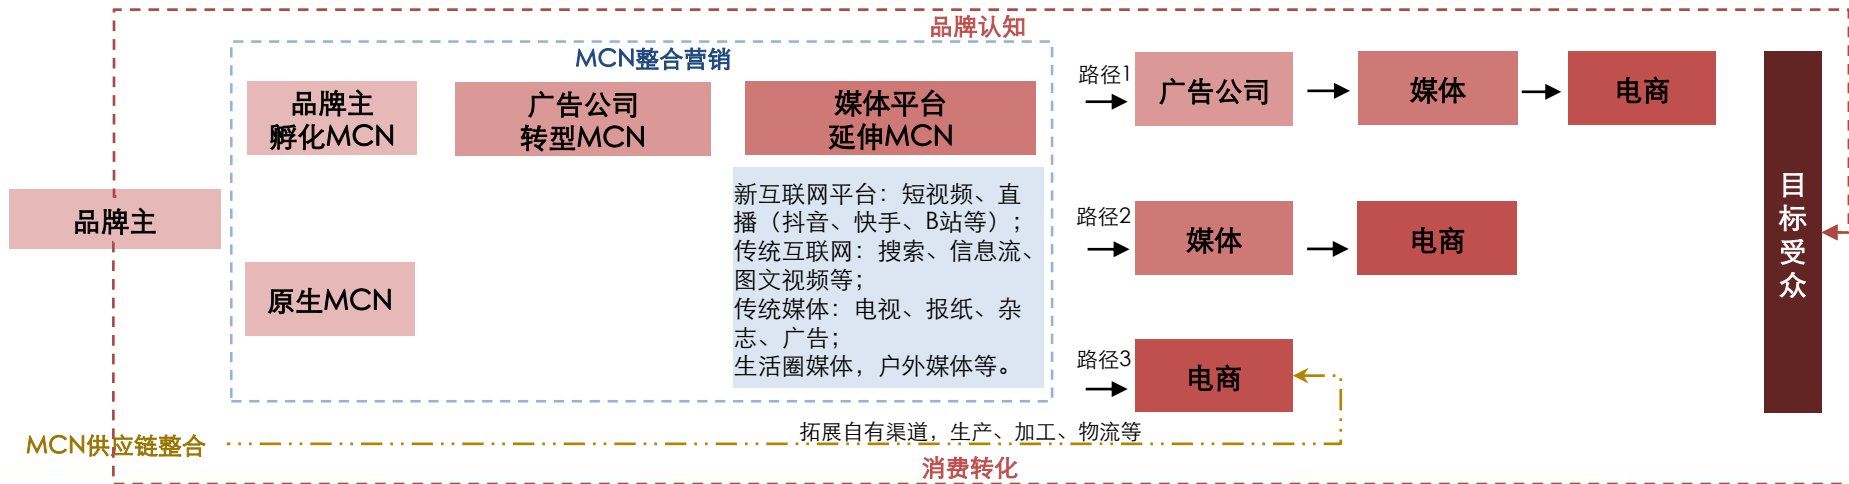 品牌认知
MCN整合营销
品牌主
孵化MCN
广告公司
转型MCN
媒体平台
延伸MCN
新互联网平台：短视频、直
播（抖音、快手、B站等）；
传统互联网：搜索、信息流、
图文视频等；
传统媒体：电视、报纸、杂
志、广告；
生活圈媒体，户外媒体等。
品牌主
原生MCN
路径1
广告公司
媒体
电商
路径2
媒体
电商
路径3
电商
目
标
受
众
MCN供应链整合
拓展自有渠道，生产、加工、物流等
消费转化